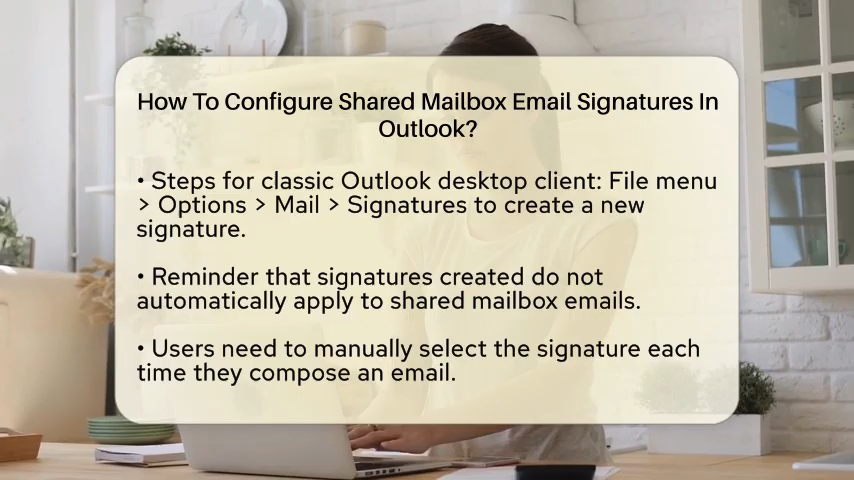 How To Configure Shared Mailbox Email Signatures In
Outlook?
• Steps for classic Outlook desktop client: File menu
> Options > Mail > Signatures to create a new
signature.
• Reminder that signatures created do not
automatically apply to shared mailbox emails.
• Users need to manually select the signature each
time they compose an email.